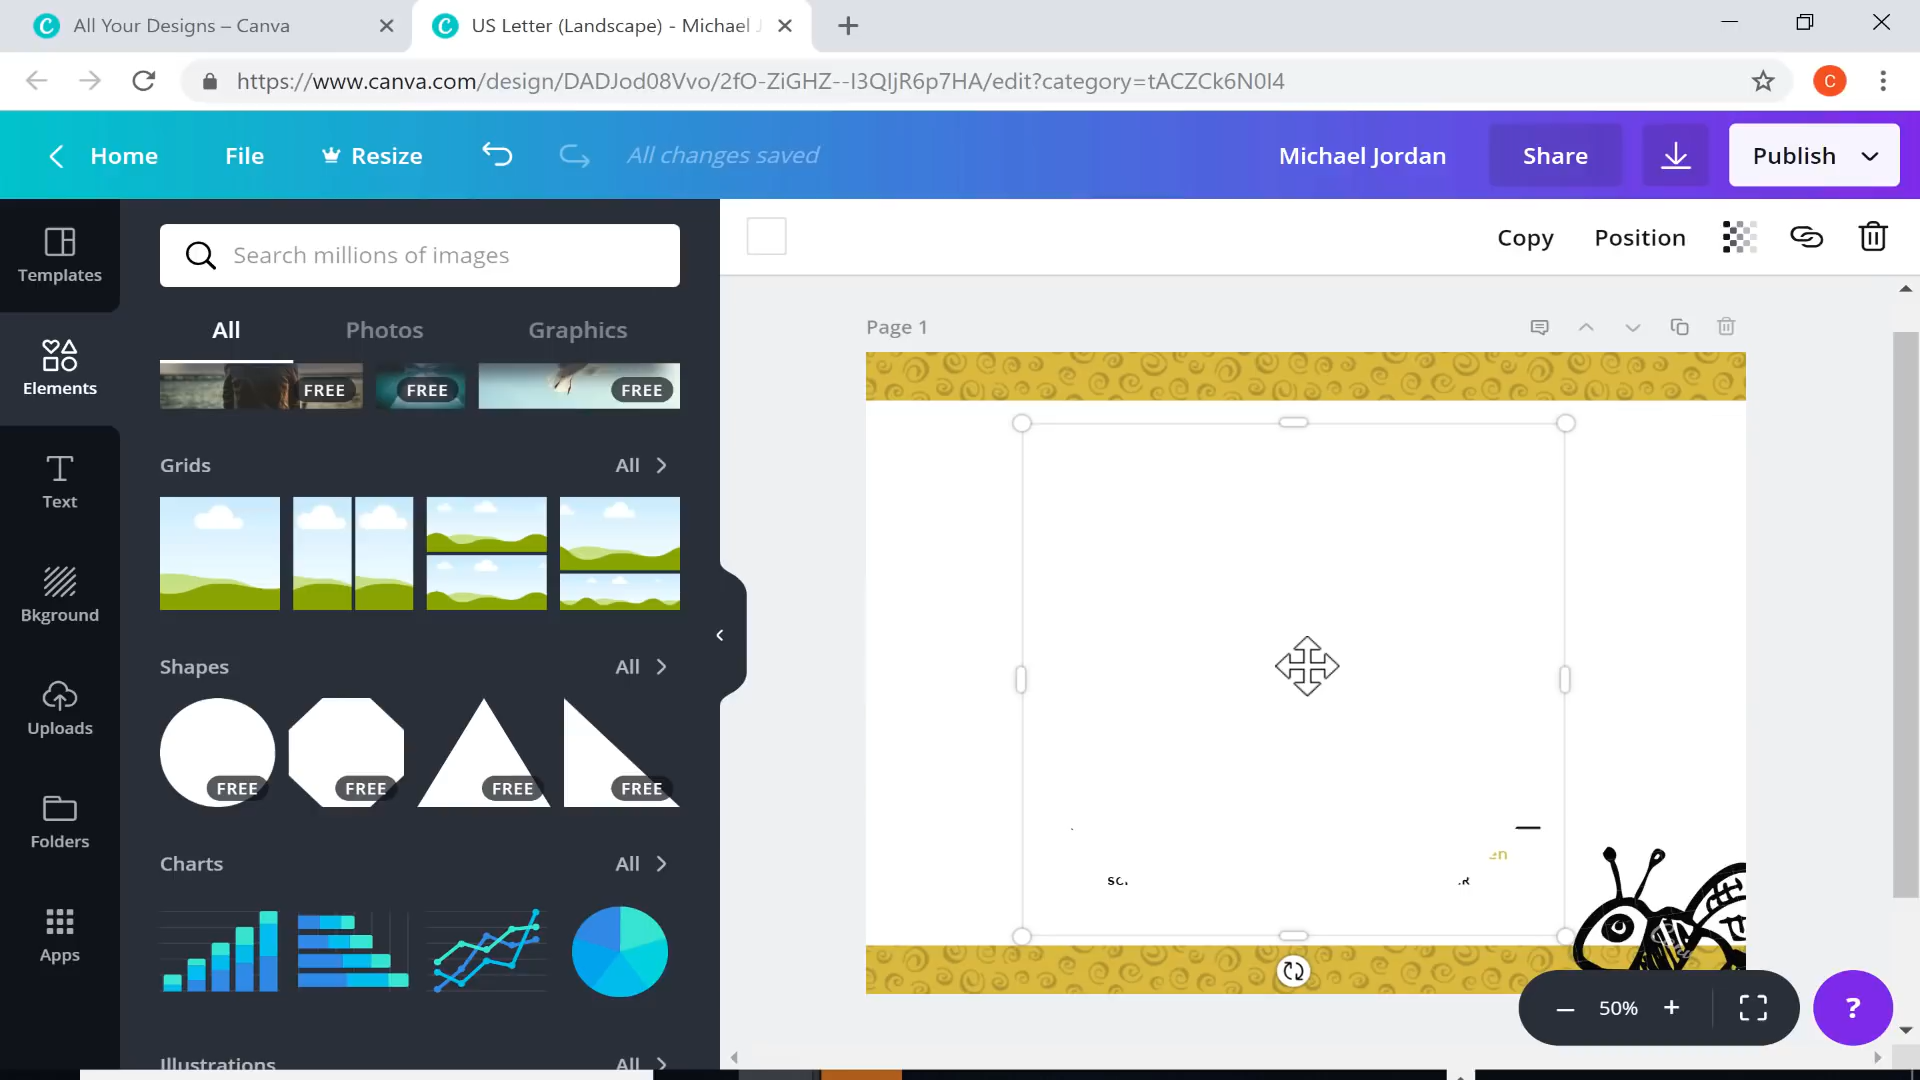 All Your Designs – Canva
US Letter (Landscape) - Michael J
https://www.canva.com/design/DADJod08Vvo/2fO-ZiGHZ--l3QljR6p7HA/edit?category=tACZCk6N0I4
C
Home
File
Resize
All changes saved
Michael Jordan
Share
Publish
Templates
Elements
Text
Bkground
Uploads
Folders
Apps
Search millions of images
All
Photos
Graphics
FREE
FREE
FREE
Grids
All
Shapes
All
FREE
FREE
FREE
FREE
Charts
All
Illustrations
All
Copy
Position
Page 1
50%
?